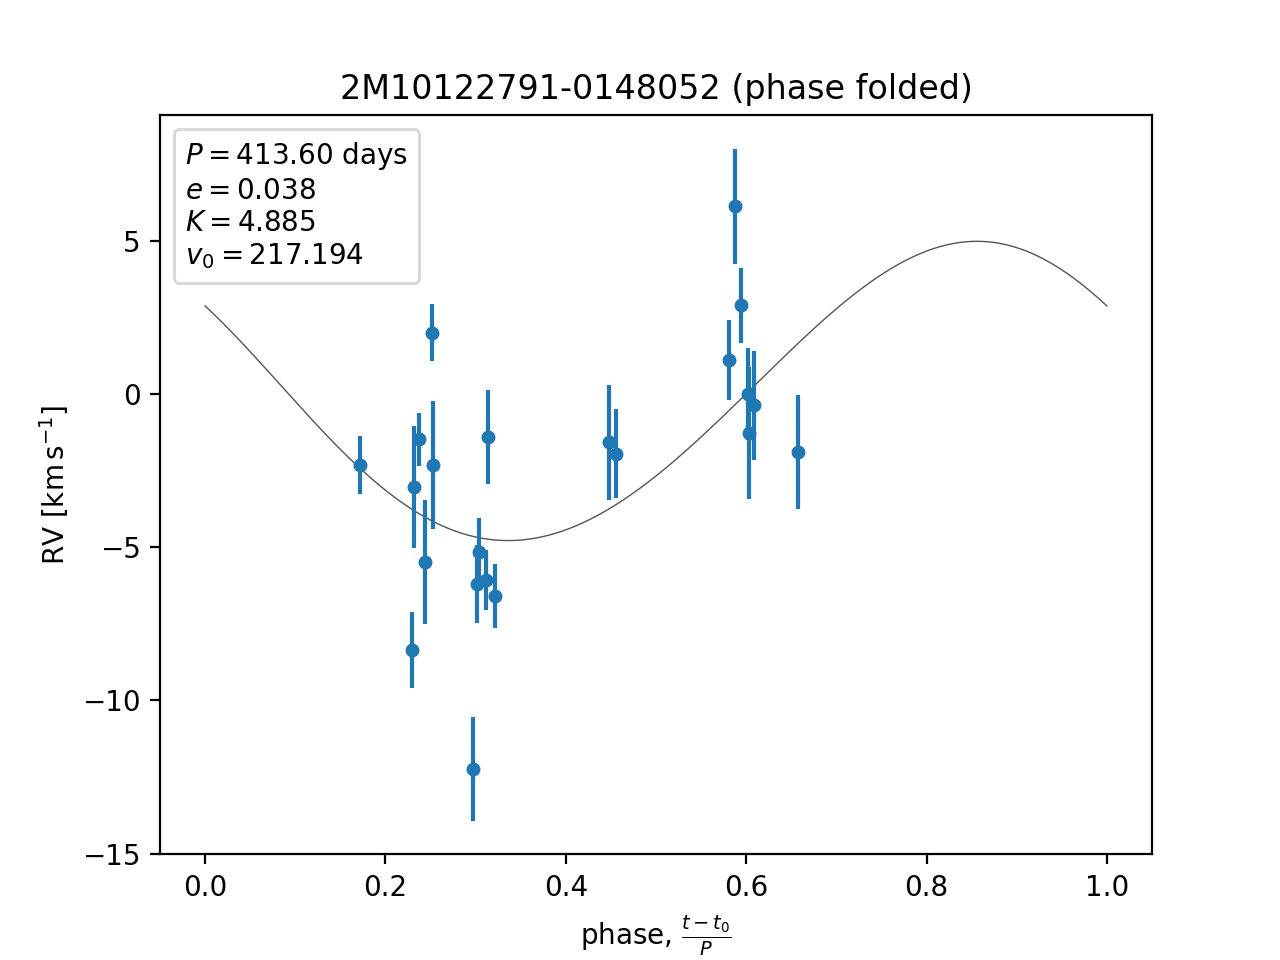 2M10122791-0148052 (phase folded)
P = 413.60 days
e = 0.038
K = 4.885
v₀ = 217.194
5
0
−5
−10
−15
RV [km s⁻¹]
0.0 0.2 0.4 0.6 0.8 1.0
phase, (t − t₀)/P